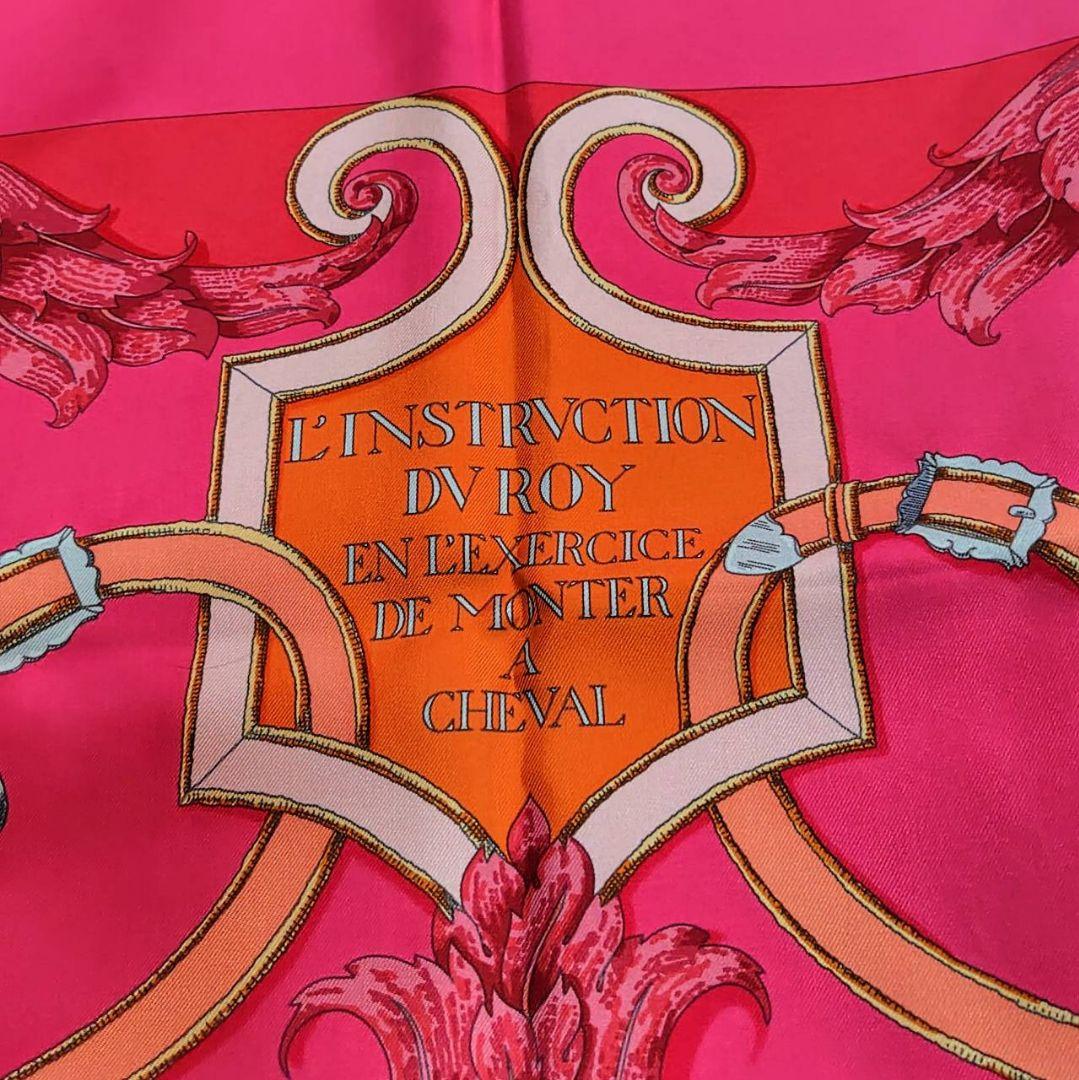 L'INSTRVCTION
DV ROY
EN L'EXERCICE
DE MONTER
A
CHEVAL